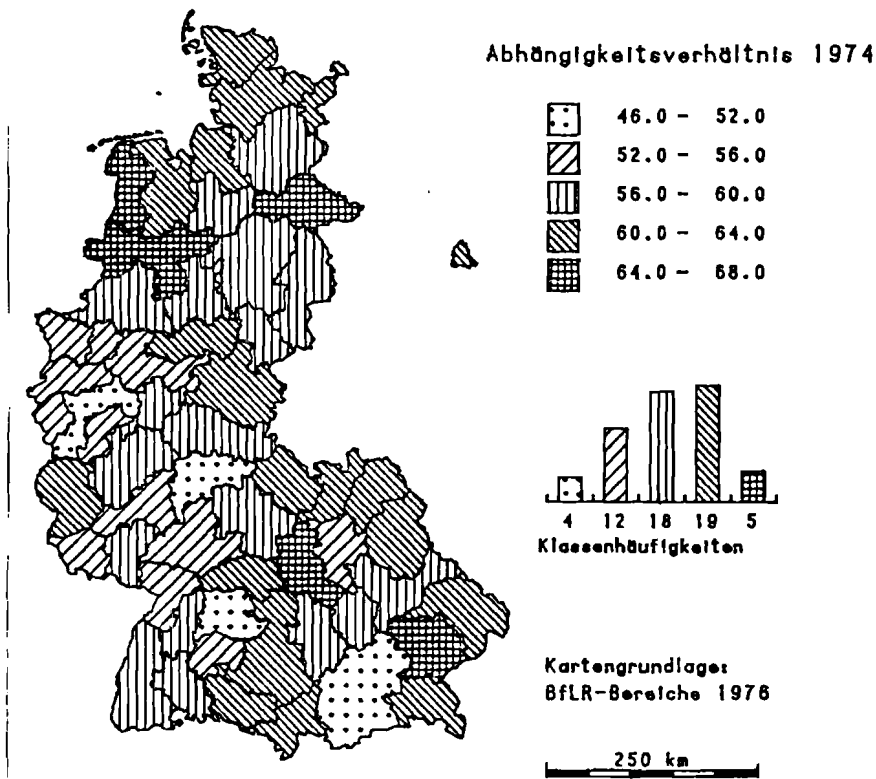 Abhängigkeitsverhältnis 1974
46.0 - 52.0
52.0 - 56.0
56.0 - 60.0
60.0 - 64.0
64.0 - 68.0
4 12 18 19 5
Klassenhäufigkeiten
Kartengrundlage:
BfLR-Bereiche 1976
250 km